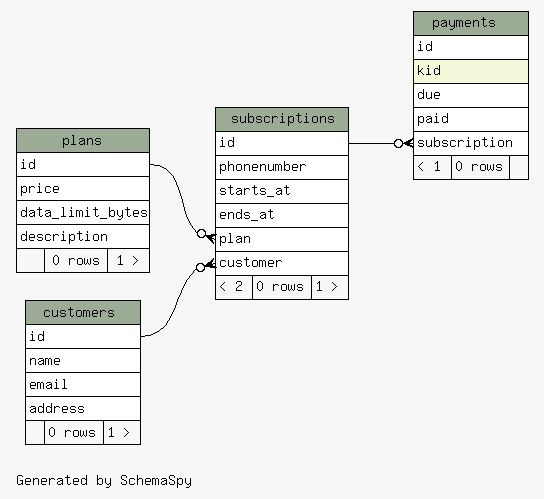 payments
id
kid
due
paid
subscription
< 1 0 rows
subscriptions
id
phonenumber
starts_at
ends_at
plan
customer
< 2 0 rows 1 >
plans
id
price
data_limit_bytes
description
0 rows 1 >
customers
id
name
email
address
0 rows 1 >
Generated by SchemaSpy